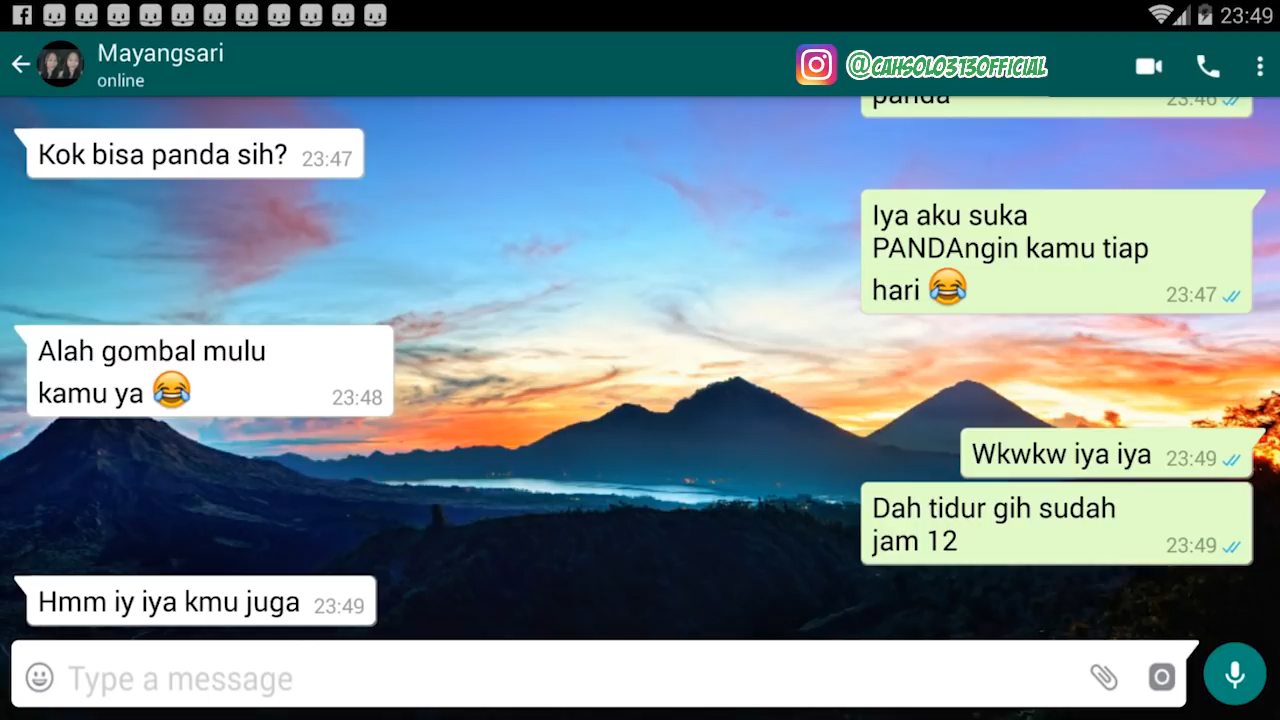 23:49
Mayangsari
online
@CAHSOLO313OFFICIAL
panda 23:46
Kok bisa panda sih? 23:47
Iya aku suka
PANDAngin kamu tiap
hari 😂 23:47
Alah gombal mulu
kamu ya 😂 23:48
Wkwkw iya iya 23:49
Dah tidur gih sudah
jam 12 23:49
Hmm iy iya kmu juga 23:49
Type a message